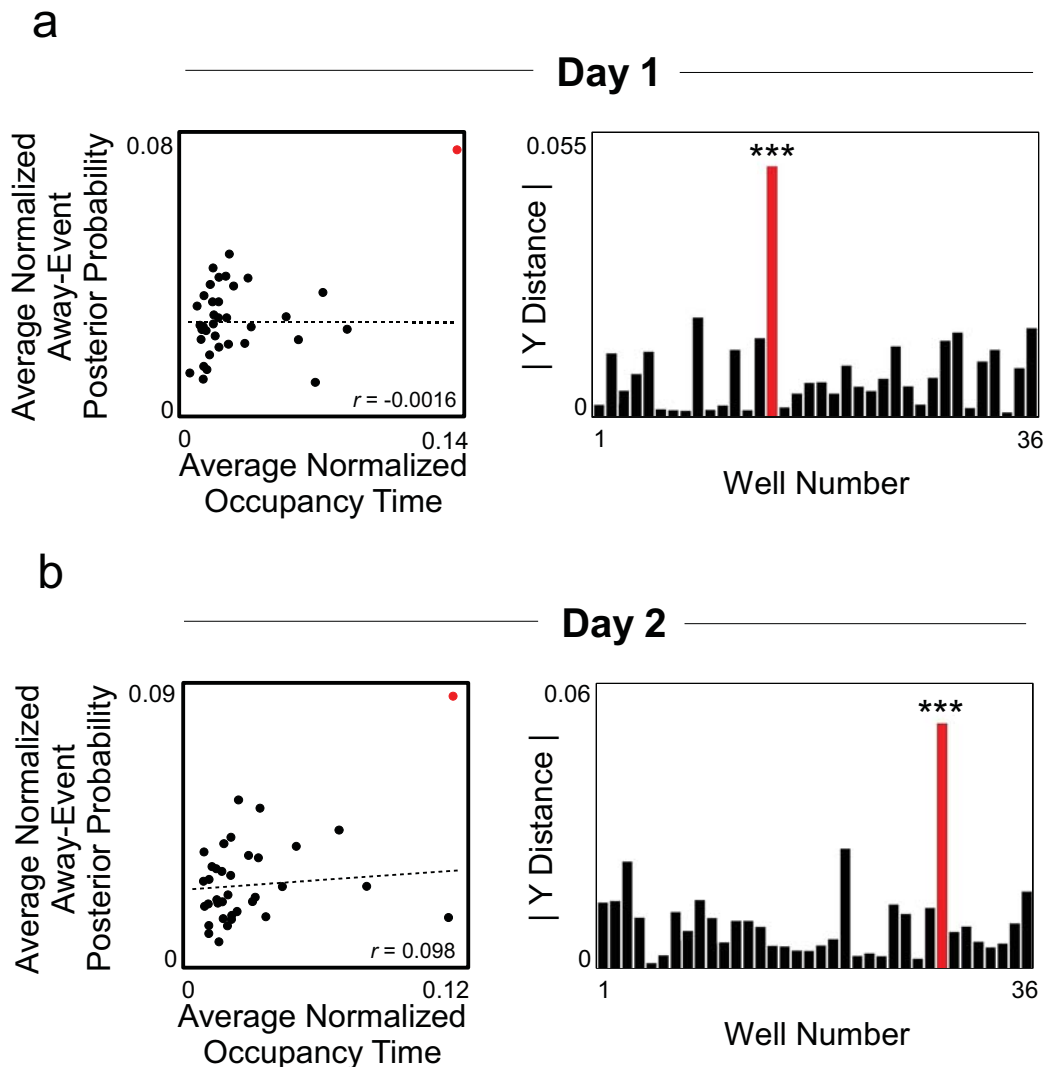 a
Day 1
Average Normalized
Away-Event
Posterior Probability
0.08
0
r = -0.0016
0
0.14
Average Normalized
Occupancy Time
| Y Distance |
0.055
0
***
1
36
Well Number
b
Day 2
Average Normalized
Away-Event
Posterior Probability
0.09
0
r = 0.098
0
0.12
Average Normalized
Occupancy Time
| Y Distance |
0.06
0
***
1
36
Well Number